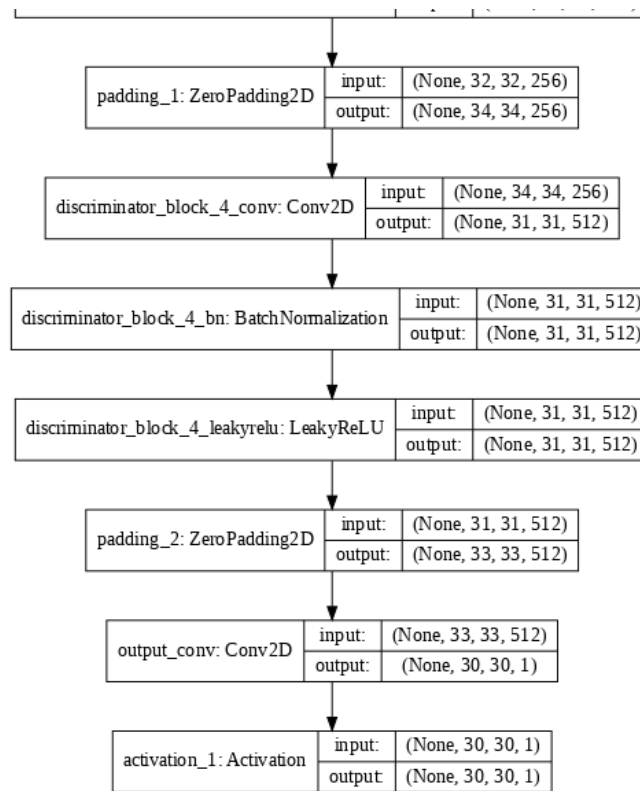 padding_1: ZeroPadding2D
input: (None, 32, 32, 256)
output: (None, 34, 34, 256)
discriminator_block_4_conv: Conv2D
input: (None, 34, 34, 256)
output: (None, 31, 31, 512)
discriminator_block_4_bn: BatchNormalization
input: (None, 31, 31, 512)
output: (None, 31, 31, 512)
discriminator_block_4_leakyrelu: LeakyReLU
input: (None, 31, 31, 512)
output: (None, 31, 31, 512)
padding_2: ZeroPadding2D
input: (None, 31, 31, 512)
output: (None, 33, 33, 512)
output_conv: Conv2D
input: (None, 33, 33, 512)
output: (None, 30, 30, 1)
activation_1: Activation
input: (None, 30, 30, 1)
output: (None, 30, 30, 1)